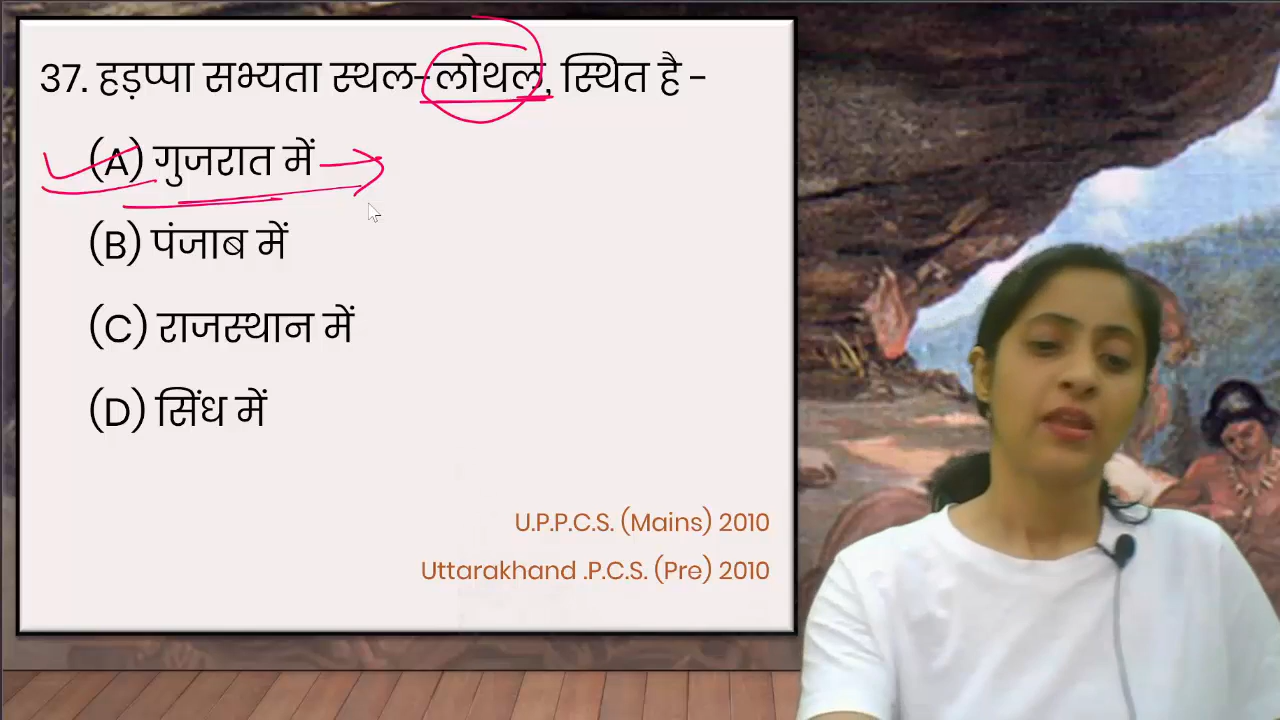 37. हड़प्पा सभ्यता स्थल-लोथल, स्थित है -
(A) गुजरात में
(B) पंजाब में
(C) राजस्थान में
(D) सिंध में
U.P.P.C.S. (Mains) 2010
Uttarakhand .P.C.S. (Pre) 2010